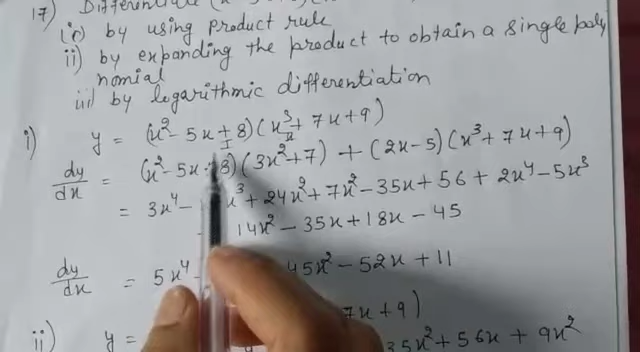 17) Differentiate (x
(i) by using product rule
ii) by expanding the product to obtain a single poly
nomial
iii) by logarithmic differentiation
i) y = (x² - 5x + 8)(x³ + 7x + 9)
I II
dy/dx = (x² - 5x + 8)(3x² + 7) + (2x - 5)(x³ + 7x + 9)
= 3x⁴ - x³ + 24x² + 7x² - 35x + 56 + 2x⁴ - 5x³
14x² - 35x + 18x - 45
dy/dx = 5x⁴ 45x² - 52x + 11
ii) y = 7x + 9)
35x² + 56x + 9x²